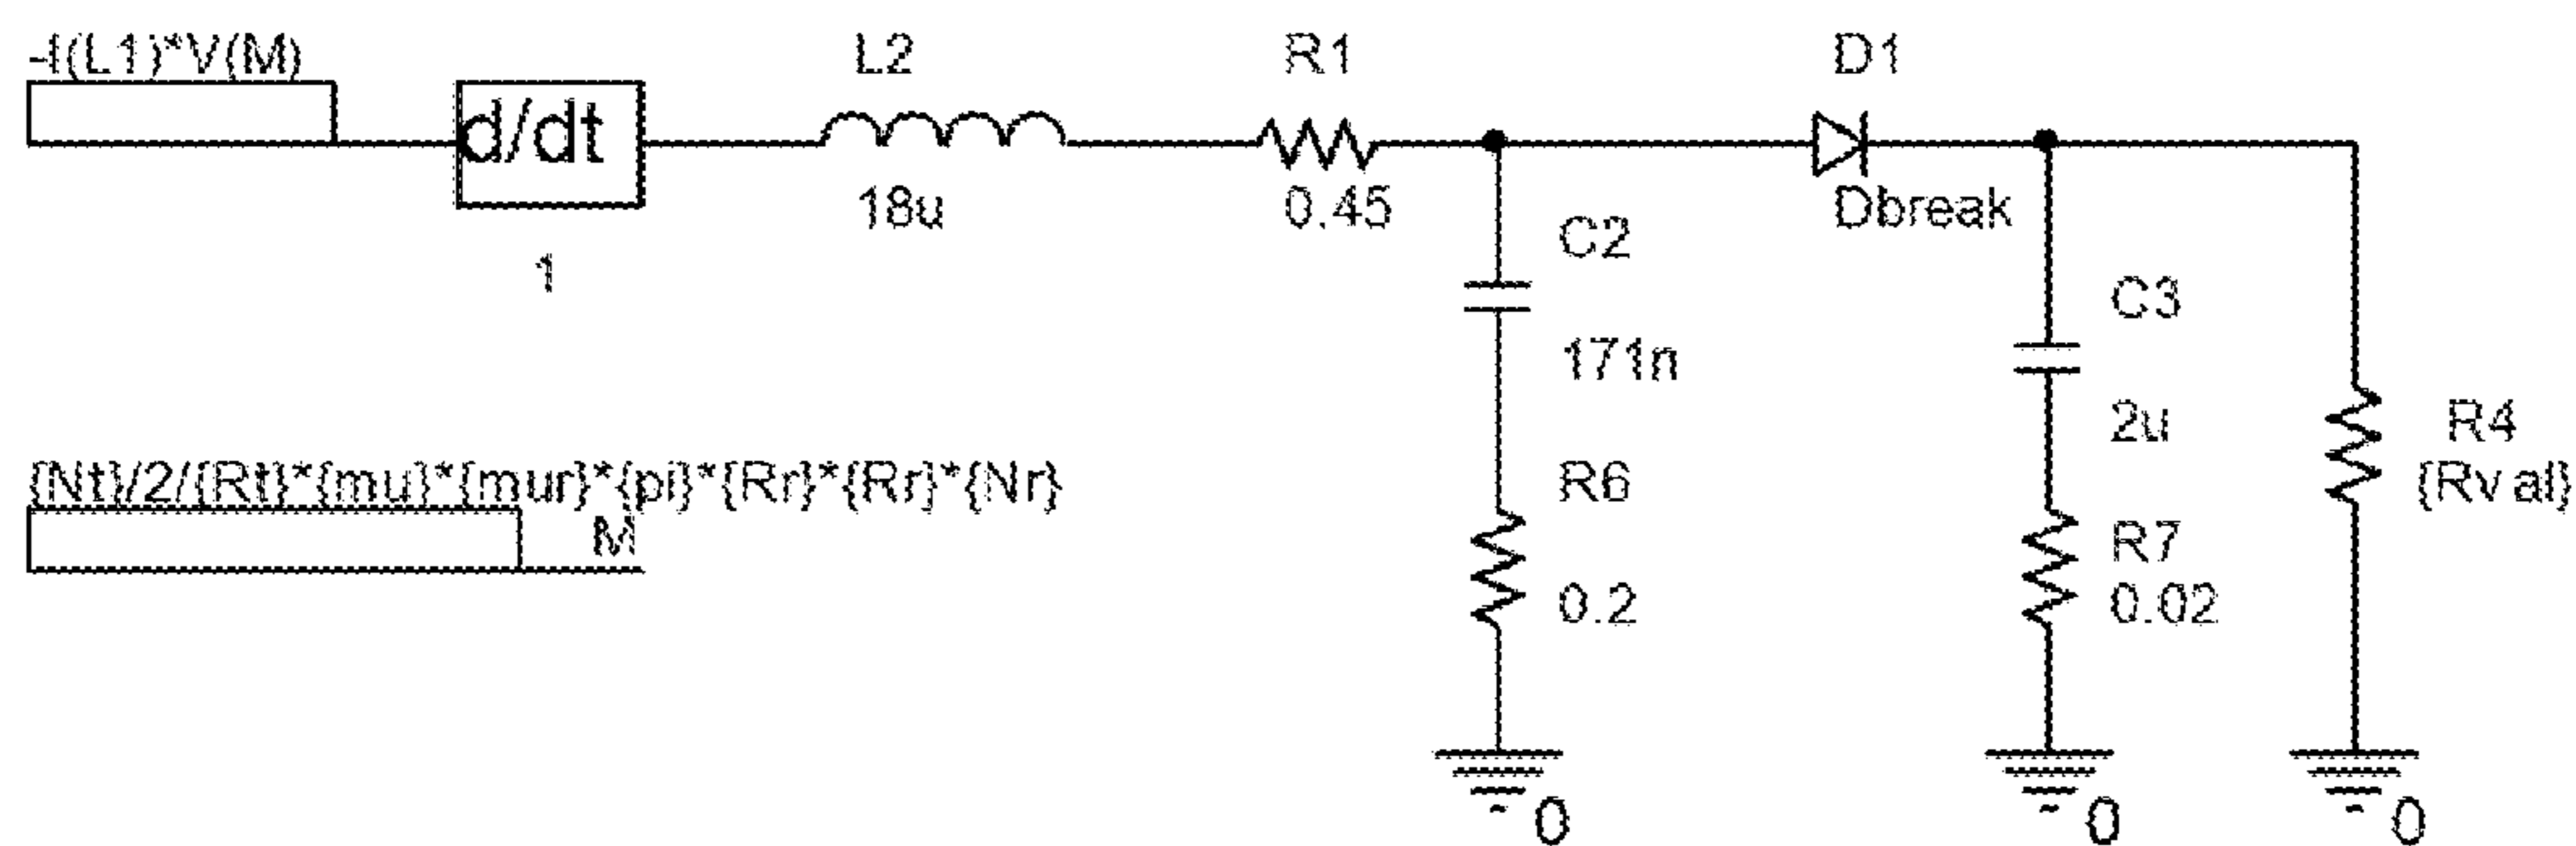 -I(L1)*V(M)
d/dt
1
L2
18u
R1
0.45
D1
Dbreak
C2
171n
R6
0.2
C3
2u
R7
0.02
R4
{Rval}
{Nt}/2/{Rt}*{mu}*{mur}*{pi}*{Rr}*{Rr}*{Nr}
M
0
0
0